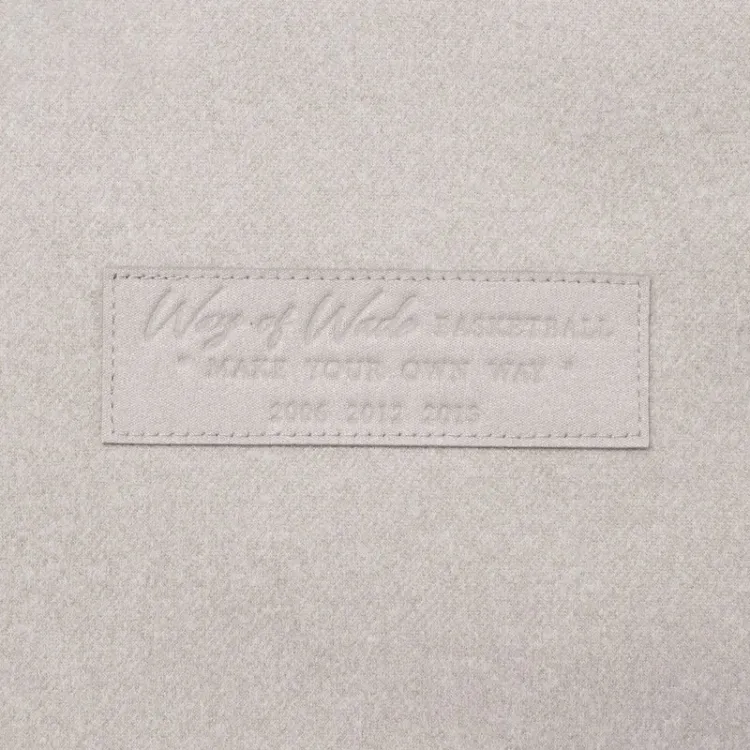 Way of Wade BASKETBALL
" MAKE YOUR OWN WAY "
2006 2012 2013